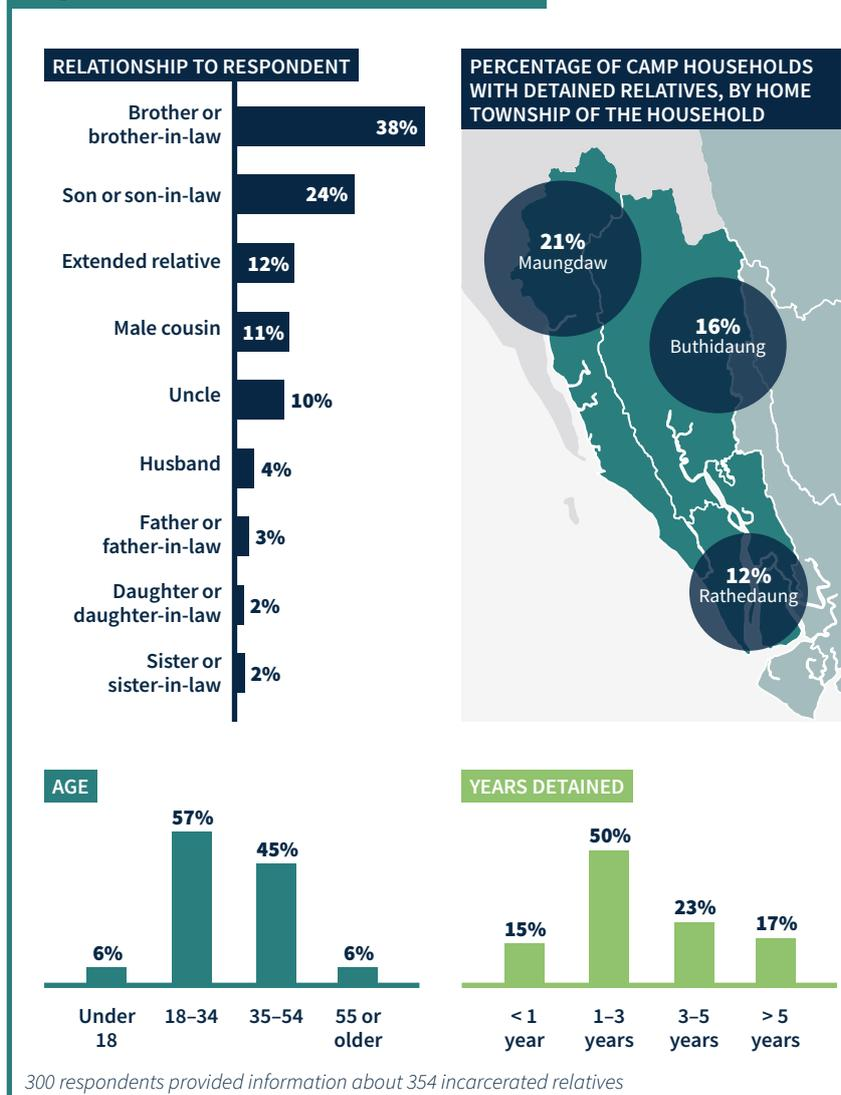 RELATIONSHIP TO RESPONDENT
Brother or
brother-in-law
38%
Son or son-in-law
24%
Extended relative
12%
Male cousin
11%
Uncle
10%
Husband
4%
Father or
father-in-law
3%
Daughter or
daughter-in-law
2%
Sister or
sister-in-law
2%
PERCENTAGE OF CAMP HOUSEHOLDS
WITH DETAINED RELATIVES, BY HOME
TOWNSHIP OF THE HOUSEHOLD
21%
Maungdaw
16%
Buthidaung
12%
Rathedaung
AGE
57%
45%
6%
6%
Under
18
18–34
35–54
55 or
older
YEARS DETAINED
50%
23%
17%
15%
< 1
year
1–3
years
3–5
years
> 5
years
300 respondents provided information about 354 incarcerated relatives